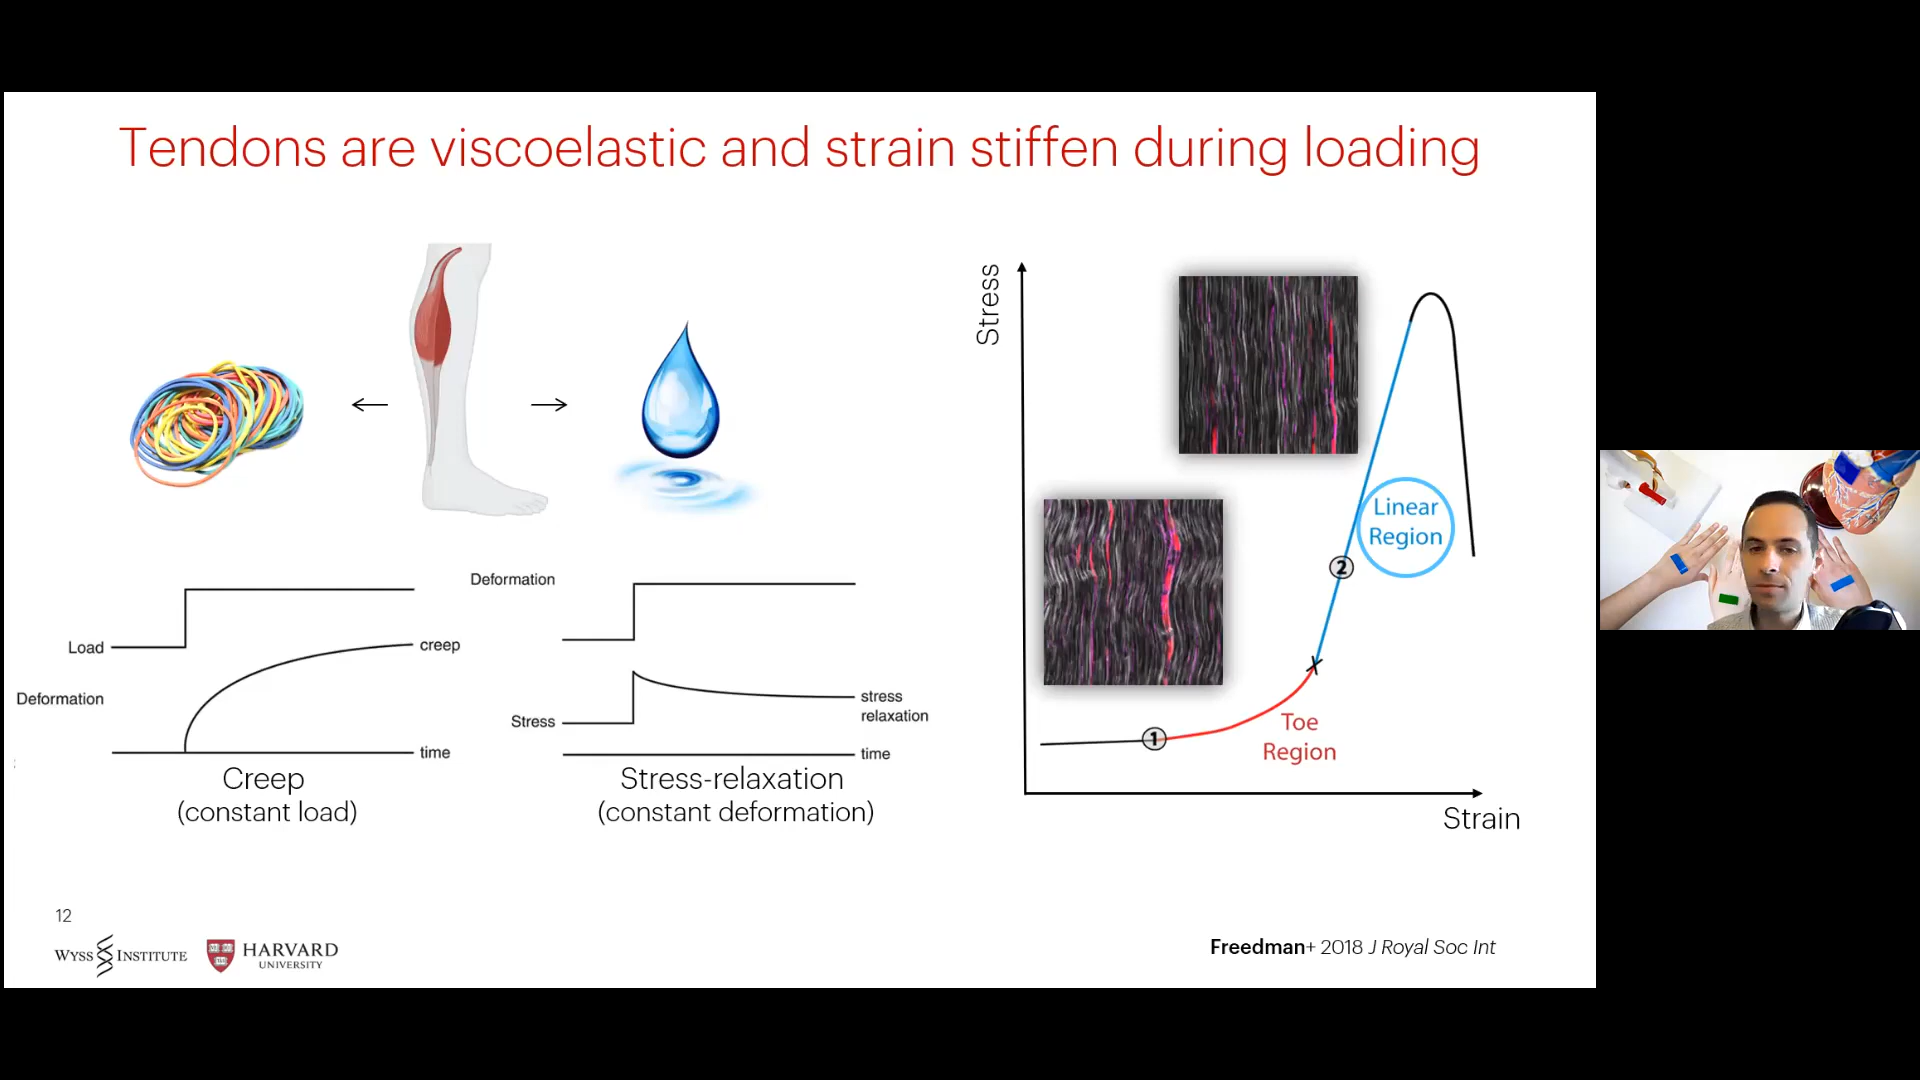 Tendons are viscoelastic and strain stiffen during loading
Load
Deformation
creep
time
Creep
(constant load)
Deformation
Stress
stress
relaxation
time
Stress-relaxation
(constant deformation)
Stress
Linear
Region
2
1
Toe
Region
Strain
12
WYSS INSTITUTE
HARVARD
UNIVERSITY
Freedman+ 2018 J Royal Soc Int